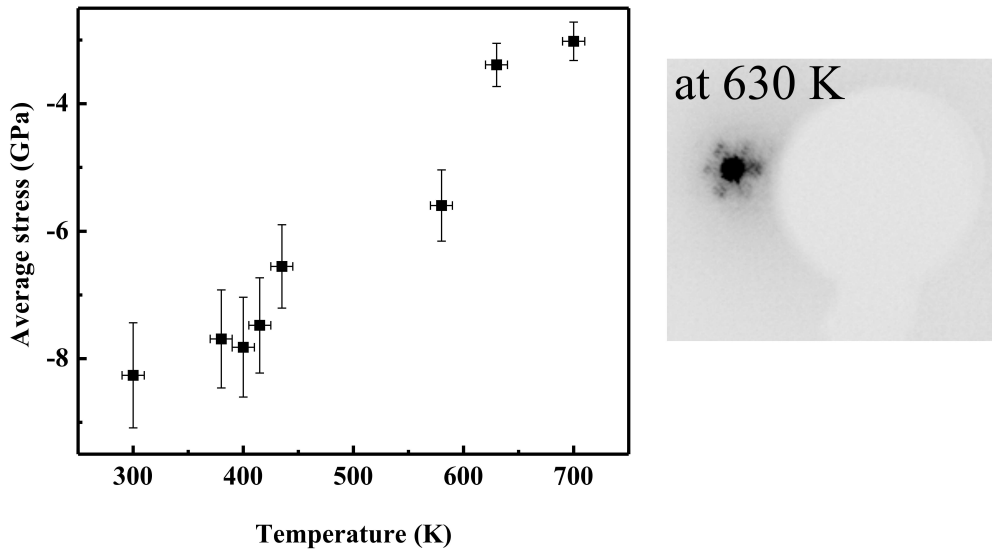 Average stress (GPa)
-4
-6
-8
300 400 500 600 700
Temperature (K)
at 630 K